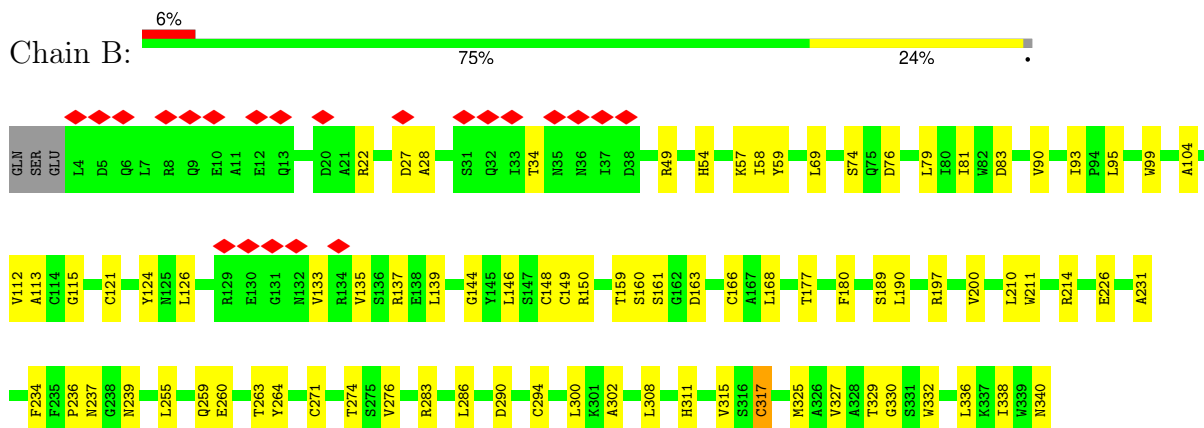 6%
Chain B:
75% 24% •
GLN SER GLU L4 D5 Q6 L7 R8 Q9 E10 A11 E12 Q13 D20 A21 R22 D27 A28 S31 Q32 I33 T34 N35 N36 I37 D38 R49 H54 K57 I58 Y59 L69 S74 Q75 D76 L79 I80 I81 W82 D83 V90 I93 P94 L95 W99 A104
V112 A113 C114 G115 C121 Y124 N125 L126 R129 E130 G131 N132 V133 R134 V135 S136 R137 E138 L139 G144 Y145 L146 S147 C148 C149 R150 T159 S160 S161 G162 D163 C166 A167 L168 T177 F180 S189 L190 R197 V200 L210 W211 R214 E226 A231
F234 F235 P236 N237 G238 N239 L255 Q259 E260 T263 Y264 C271 T274 S275 V276 R283 L286 D290 C294 L300 K301 A302 L308 H311 V315 S316 C317 M325 A326 V327 A328 T329 G330 S331 W332 L336 K337 I338 W339 N340